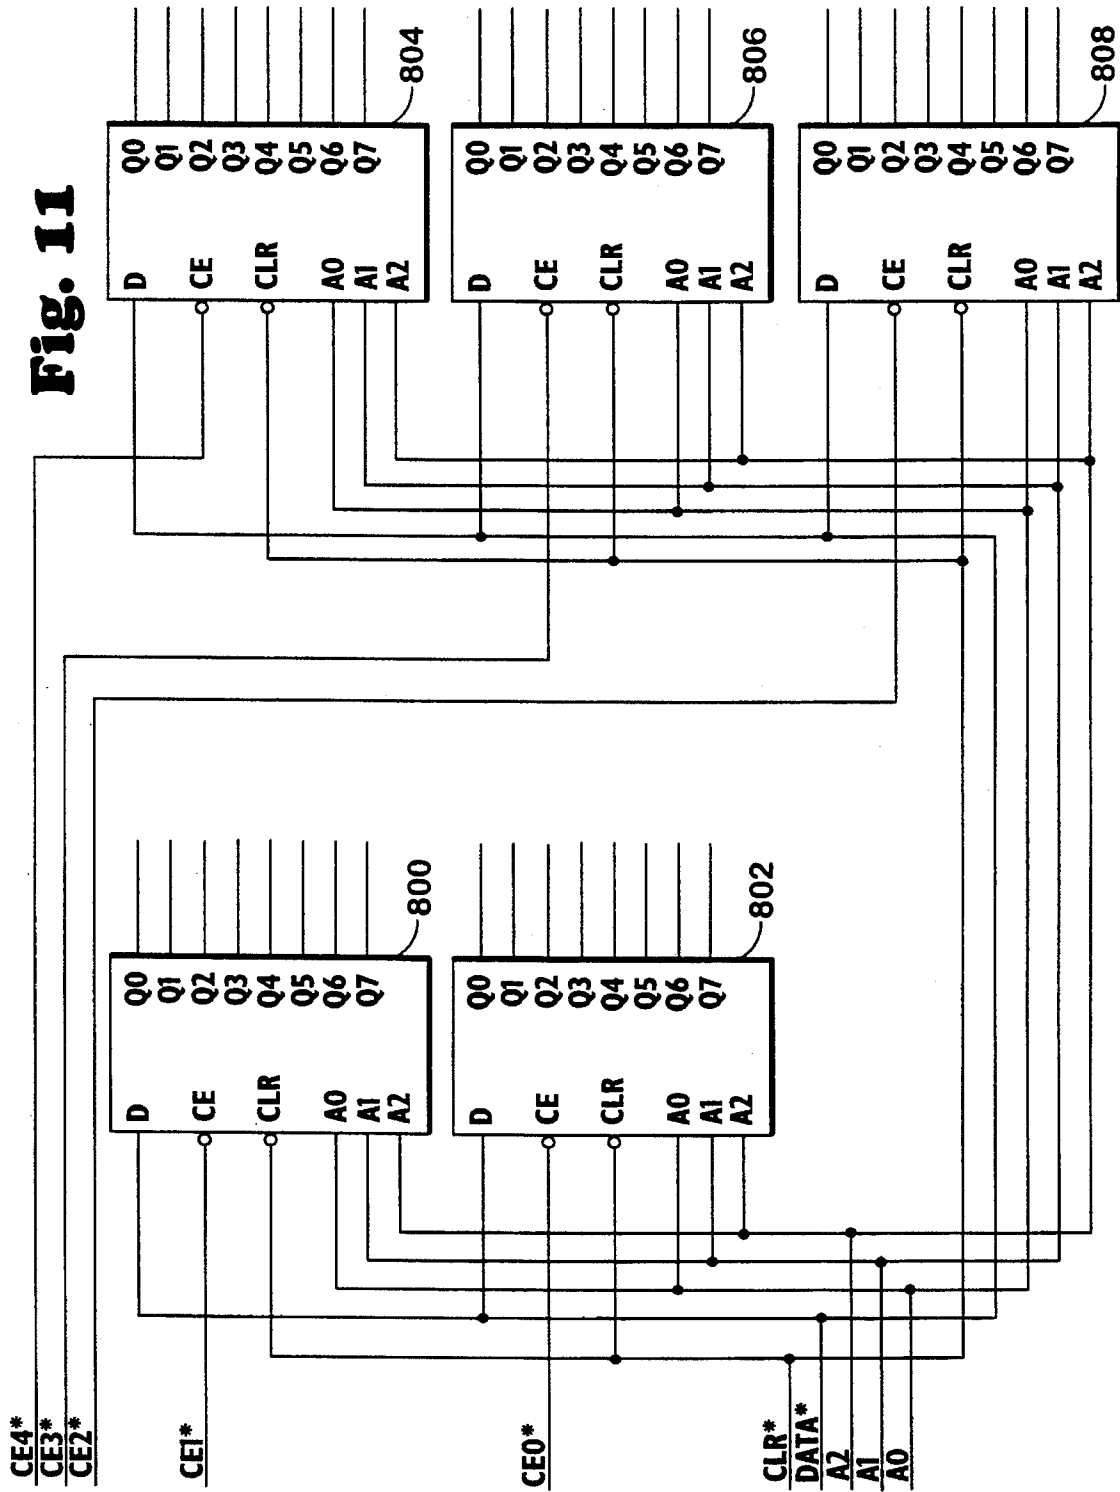 Fig. 11
CE4*
CE3*
CE2*
CE1*
CE0*
CLR*
DATA*
A2
A1
A0
D
CE
CLR
A0
A1
A2
Q0
Q1
Q2
Q3
Q4
Q5
Q6
Q7
800
D
CE
CLR
A0
A1
A2
Q0
Q1
Q2
Q3
Q4
Q5
Q6
Q7
802
D
CE
CLR
A0
A1
A2
Q0
Q1
Q2
Q3
Q4
Q5
Q6
Q7
804
D
CE
CLR
A0
A1
A2
Q0
Q1
Q2
Q3
Q4
Q5
Q6
Q7
806
D
CE
CLR
A0
A1
A2
Q0
Q1
Q2
Q3
Q4
Q5
Q6
Q7
808